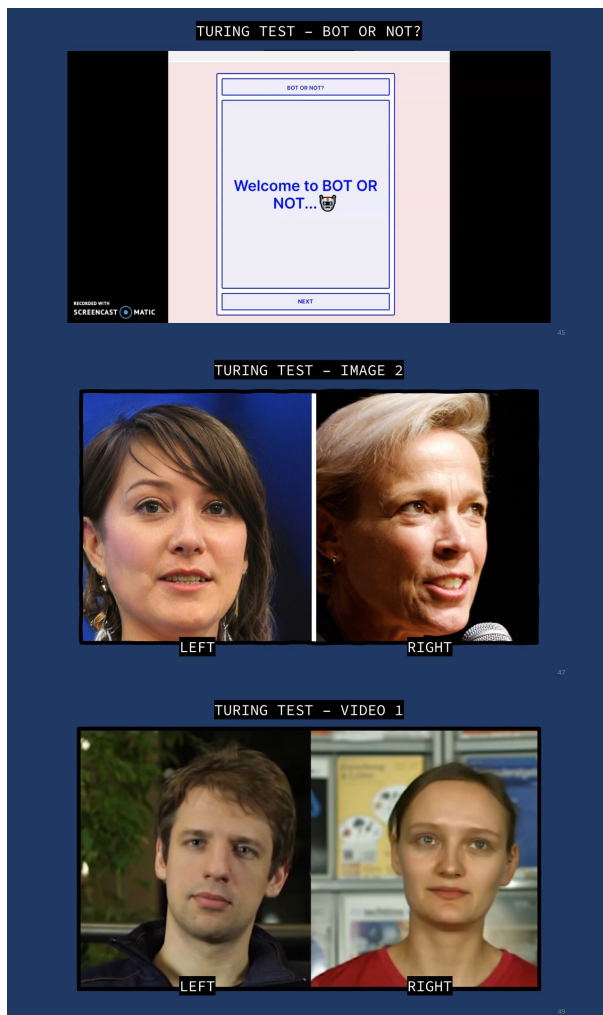 TURING TEST – BOT OR NOT?
BOT OR NOT?
Welcome to BOT OR
NOT...
NEXT
RECORDED WITH
SCREENCAST MATIC
45
TURING TEST – IMAGE 2
LEFT
RIGHT
47
TURING TEST – VIDEO 1
LEFT
RIGHT
49